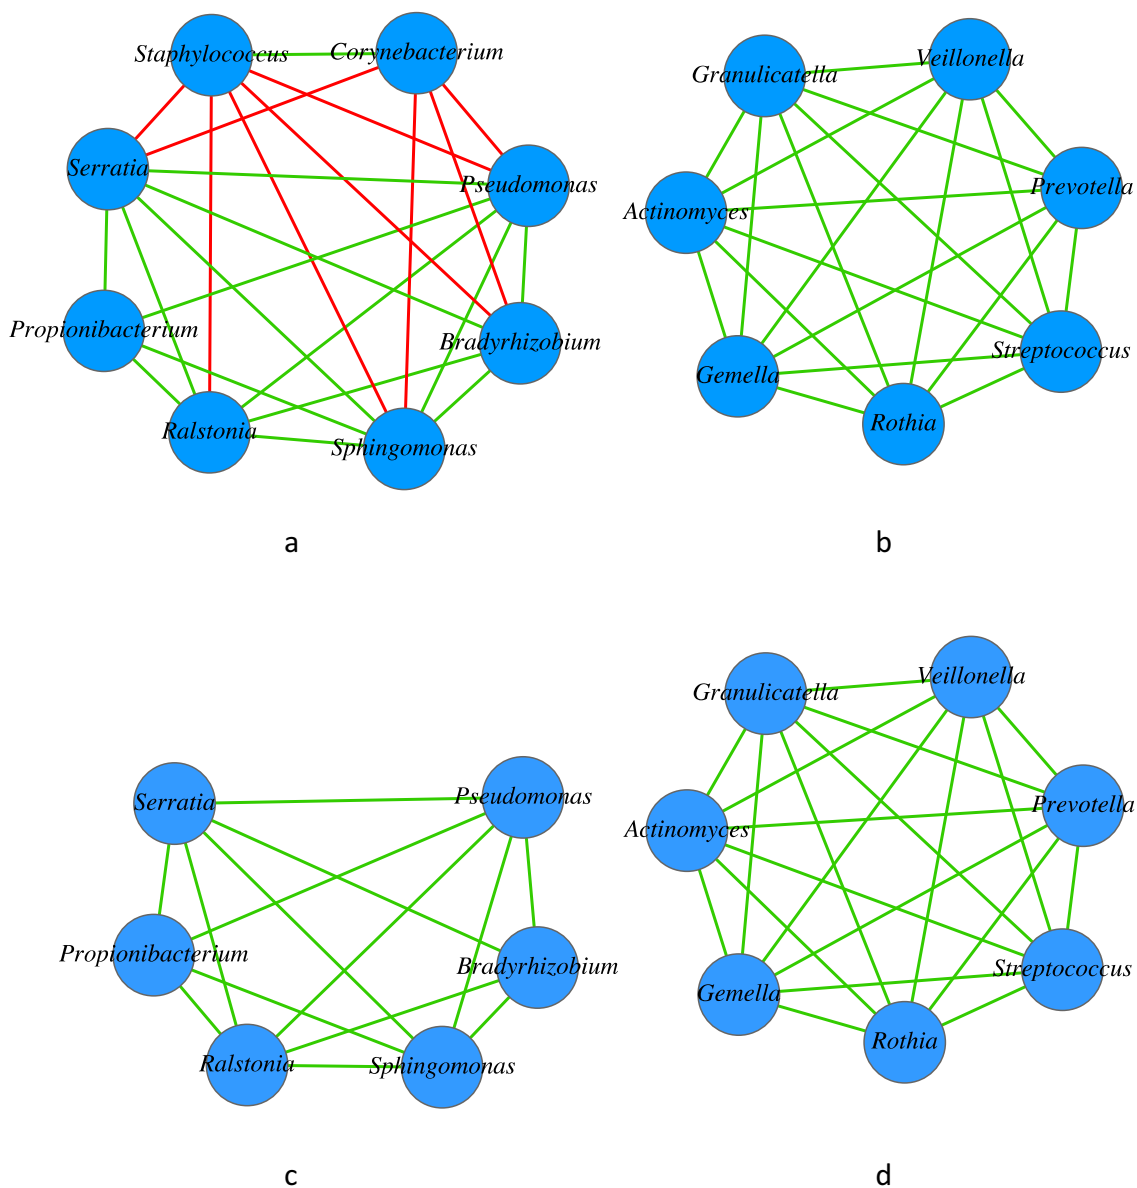 Staphylococcus
Corynebacterium
Serratia
Pseudomonas
Propionibacterium
Bradyrhizobium
Ralstonia
Sphingomonas
a
Granulicatella
Veillonella
Prevotella
Actinomyces
Streptococcus
Gemella
Rothia
b
Serratia
Pseudomonas
Propionibacterium
Bradyrhizobium
Ralstonia
Sphingomonas
c
Granulicatella
Veillonella
Prevotella
Actinomyces
Streptococcus
Gemella
Rothia
d